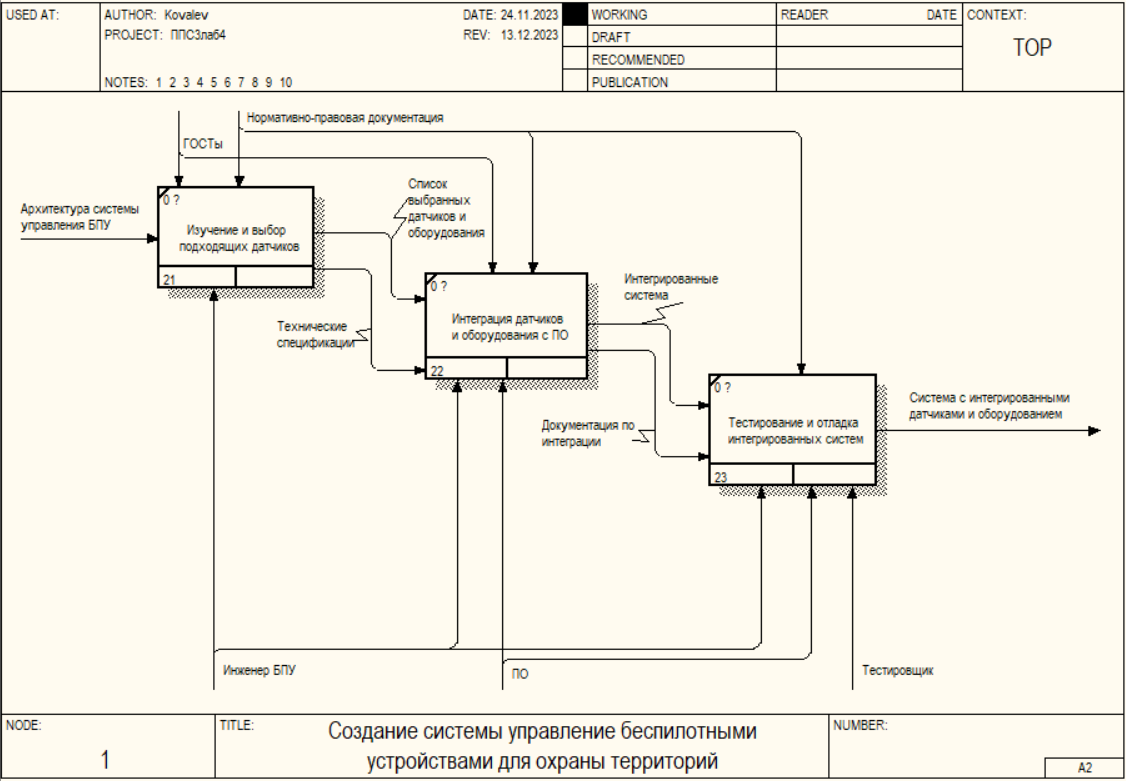 USED AT:
AUTHOR: Kovalev
DATE: 24.11.2023
WORKING
READER
DATE
CONTEXT:
PROJECT: ППСЗлаб4
REV: 13.12.2023
DRAFT
TOP
RECOMMENDED
NOTES: 1 2 3 4 5 6 7 8 9 10
PUBLICATION
Нормативно-правовая документация
ГОСТы
Архитектура системы
управления БПУ
0 ?
Изучение и выбор
подходящих датчиков
21
Список
выбранных
датчиков и
оборудования
Технические
спецификации
0 ?
Интеграция датчиков
и оборудования с ПО
22
Интегрированные
система
Документация по
интеграции
0 ?
Тестирование и отладка
интегрированных систем
23
Система с интегрированными
датчиками и оборудованием
Инженер БПУ
ПО
Тестировщик
NODE:
1
TITLE:
Создание системы управление беспилотными
устройствами для охраны территорий
NUMBER:
A2